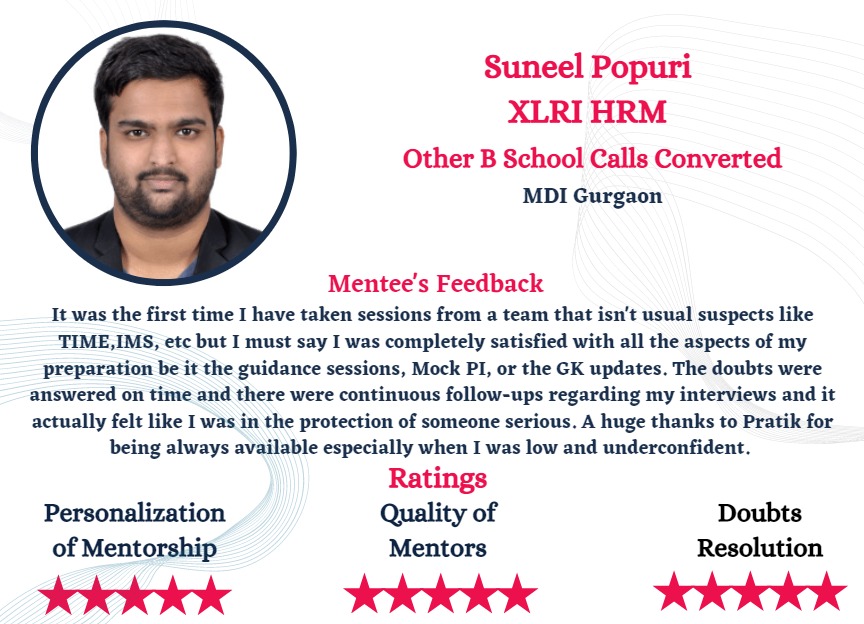 Suneel Popuri
XLRI HRM
Other B School Calls Converted
MDI Gurgaon
Mentee's Feedback
It was the first time I have taken sessions from a team that isn't usual suspects like
TIME,IMS, etc but I must say I was completely satisfied with all the aspects of my
preparation be it the guidance sessions, Mock PI, or the GK updates. The doubts were
answered on time and there were continuous follow-ups regarding my interviews and it
actually felt like I was in the protection of someone serious. A huge thanks to Pratik for
being always available especially when I was low and underconfident.
Ratings
Personalization
of Mentorship
Quality of
Mentors
Doubts
Resolution